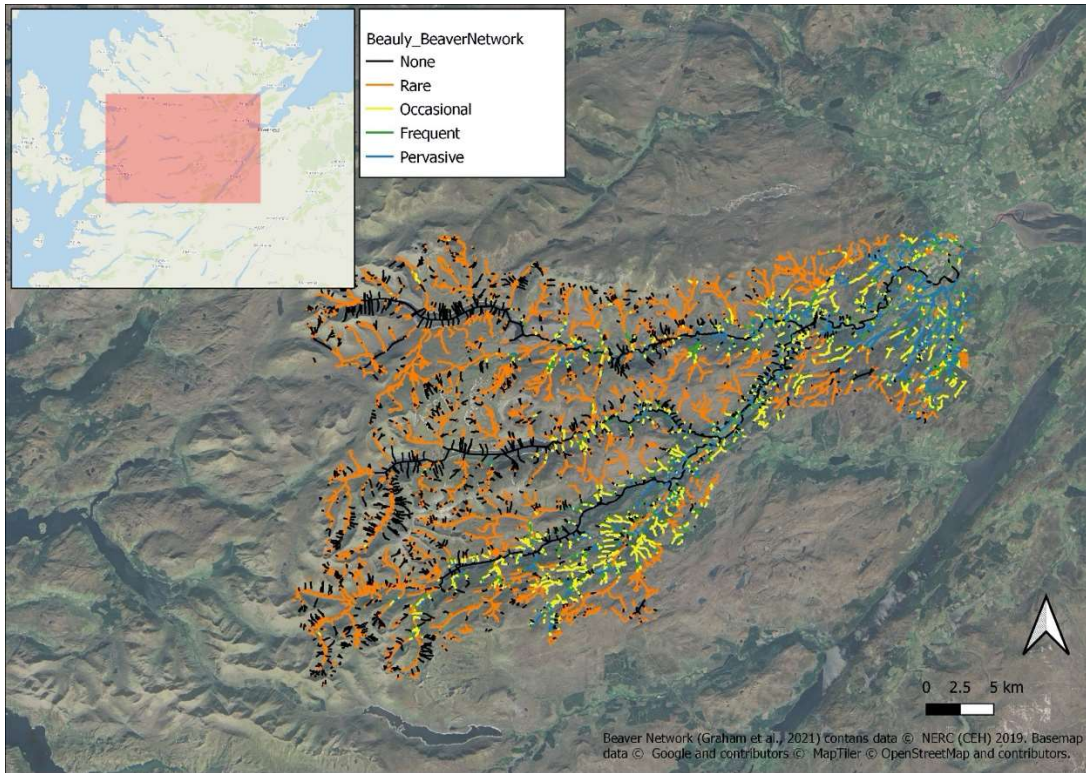 Beauly_BeaverNetwork
None
Rare
Occasional
Frequent
Pervasive
0 2.5 5 km
Beaver Network (Graham et al., 2021) contans data © NERC (CEH) 2019. Basemap
data © Google and contributors © MapTiler © OpenStreetMap and contributors.